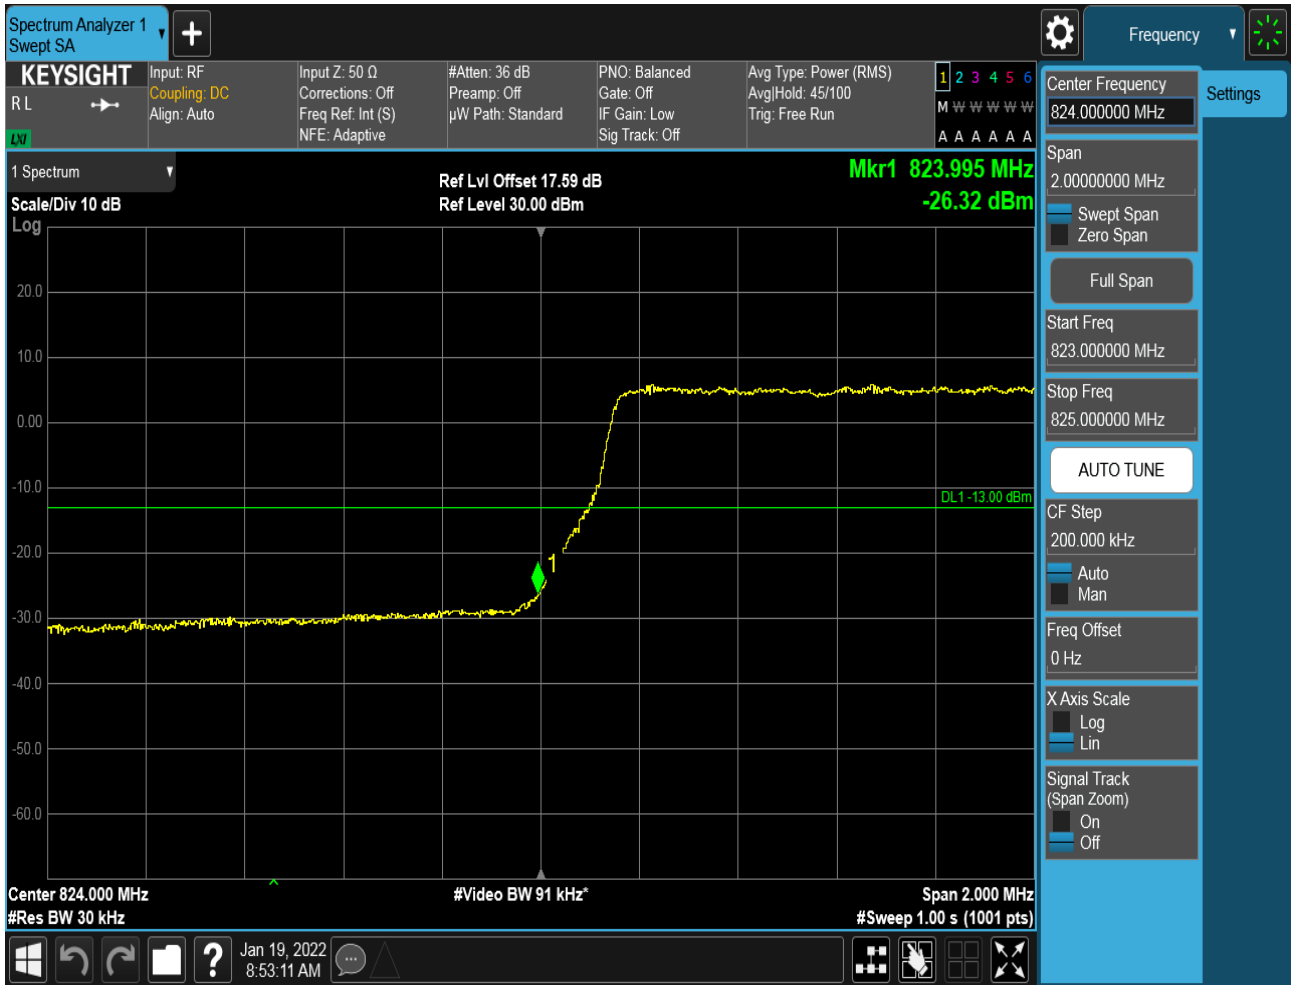 Spectrum Analyzer 1
Swept SA
Frequency
KEYSIGHT
R L
LXI
Input: RF
Coupling: DC
Align: Auto
Input Z: 50 Ω
Corrections: Off
Freq Ref: Int (S)
NFE: Adaptive
#Atten: 36 dB
Preamp: Off
µW Path: Standard
PNO: Balanced
Gate: Off
IF Gain: Low
Sig Track: Off
Avg Type: Power (RMS)
Avg|Hold: 45/100
Trig: Free Run
1 2 3 4 5 6
M W W W W W
A A A A A A
1 Spectrum
Scale/Div 10 dB
Log
Ref Lvl Offset 17.59 dB
Ref Level 30.00 dBm
Mkr1 823.995 MHz
-26.32 dBm
20.0
10.0
0.00
-10.0
-20.0
-30.0
-40.0
-50.0
-60.0
DL1 -13.00 dBm
1
Center 824.000 MHz
#Res BW 30 kHz
#Video BW 91 kHz*
Span 2.000 MHz
#Sweep 1.00 s (1001 pts)
Jan 19, 2022
8:53:11 AM
?
Settings
Center Frequency
824.000000 MHz
Span
2.00000000 MHz
Swept Span
Zero Span
Full Span
Start Freq
823.000000 MHz
Stop Freq
825.000000 MHz
AUTO TUNE
CF Step
200.000 kHz
Auto
Man
Freq Offset
0 Hz
X Axis Scale
Log
Lin
Signal Track
(Span Zoom)
On
Off